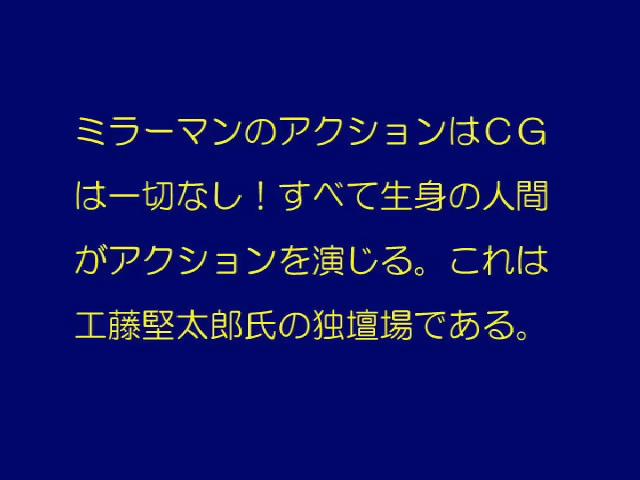 ミラーマンのアクションはＣＧ
は一切なし！すべて生身の人間
がアクションを演じる。これは
工藤堅太郎氏の独壇場である。